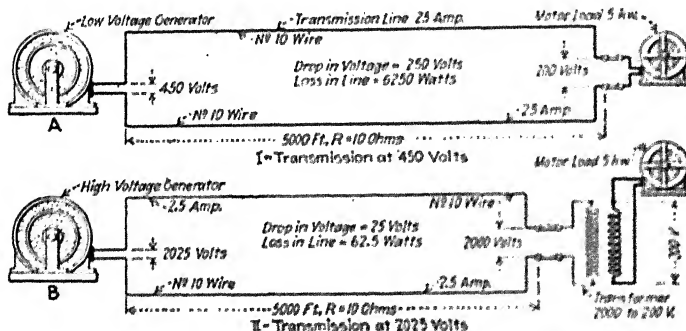 Low Voltage Generator
Transmission Line 25 Amp.
Motor Load 5 kw.
Nº 10 Wire
Drop in Voltage = 250 Volts
Loss in Line = 6250 Watts
450 Volts
200 Volts
A
Nº 10 Wire
25 Amp.
5000 Ft., R = 10 Ohms
I - Transmission at 450 Volts
Motor Load 5 kw.
High Voltage Generator
2.5 Amp.
Nº 10 Wire
Drop in Voltage = 25 Volts
Loss in Line = 62.5 Watts
2025 Volts
2000 Volts
200 V.
B
Nº 10 Wire
2.5 Amp.
Transformer
2000 to 200 V.
5000 Ft, R = 10 Ohms
II - Transmission at 2025 Volts